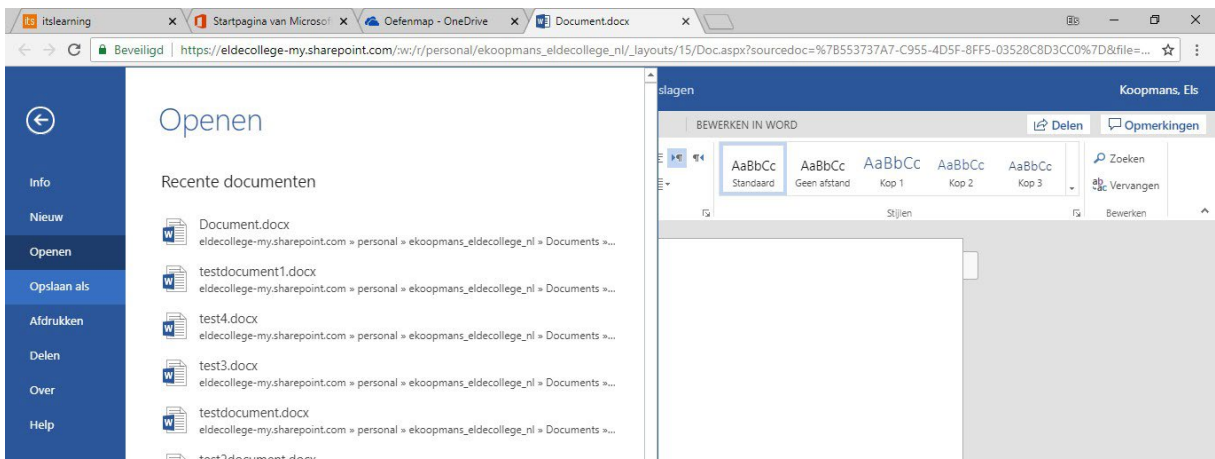 its itslearning
Startpagina van Microsof
Oefenmap - OneDrive
Document.docx
Beveiligd | https://eldecollege-my.sharepoint.com/:w:/r/personal/ekoopmans_eldecollege_nl/_layouts/15/Doc.aspx?sourcedoc=%7B553737A7-C955-4D5F-8FF5-03528C8D3CC0%7D&file=...
slagen
Koopmans, Els
Openen
BEWERKEN IN WORD
Delen
Opmerkingen
Info
Nieuw
Openen
Opslaan als
Afdrukken
Delen
Over
Help
Recente documenten
Document.docx
eldecollege-my.sharepoint.com » personal » ekoopmans_eldecollege_nl » Documents »...
testdocument1.docx
eldecollege-my.sharepoint.com » personal » ekoopmans_eldecollege_nl » Documents »...
test4.docx
eldecollege-my.sharepoint.com » personal » ekoopmans_eldecollege_nl » Documents »...
test3.docx
eldecollege-my.sharepoint.com » personal » ekoopmans_eldecollege_nl » Documents »...
testdocument.docx
eldecollege-my.sharepoint.com » personal » ekoopmans_eldecollege_nl » Documents »...
AaBbCc AaBbCc AaBbCc AaBbCc AaBbCc
Standaard Geen afstand Kop 1 Kop 2 Kop 3
Stijlen
Zoeken
Vervangen
Bewerken